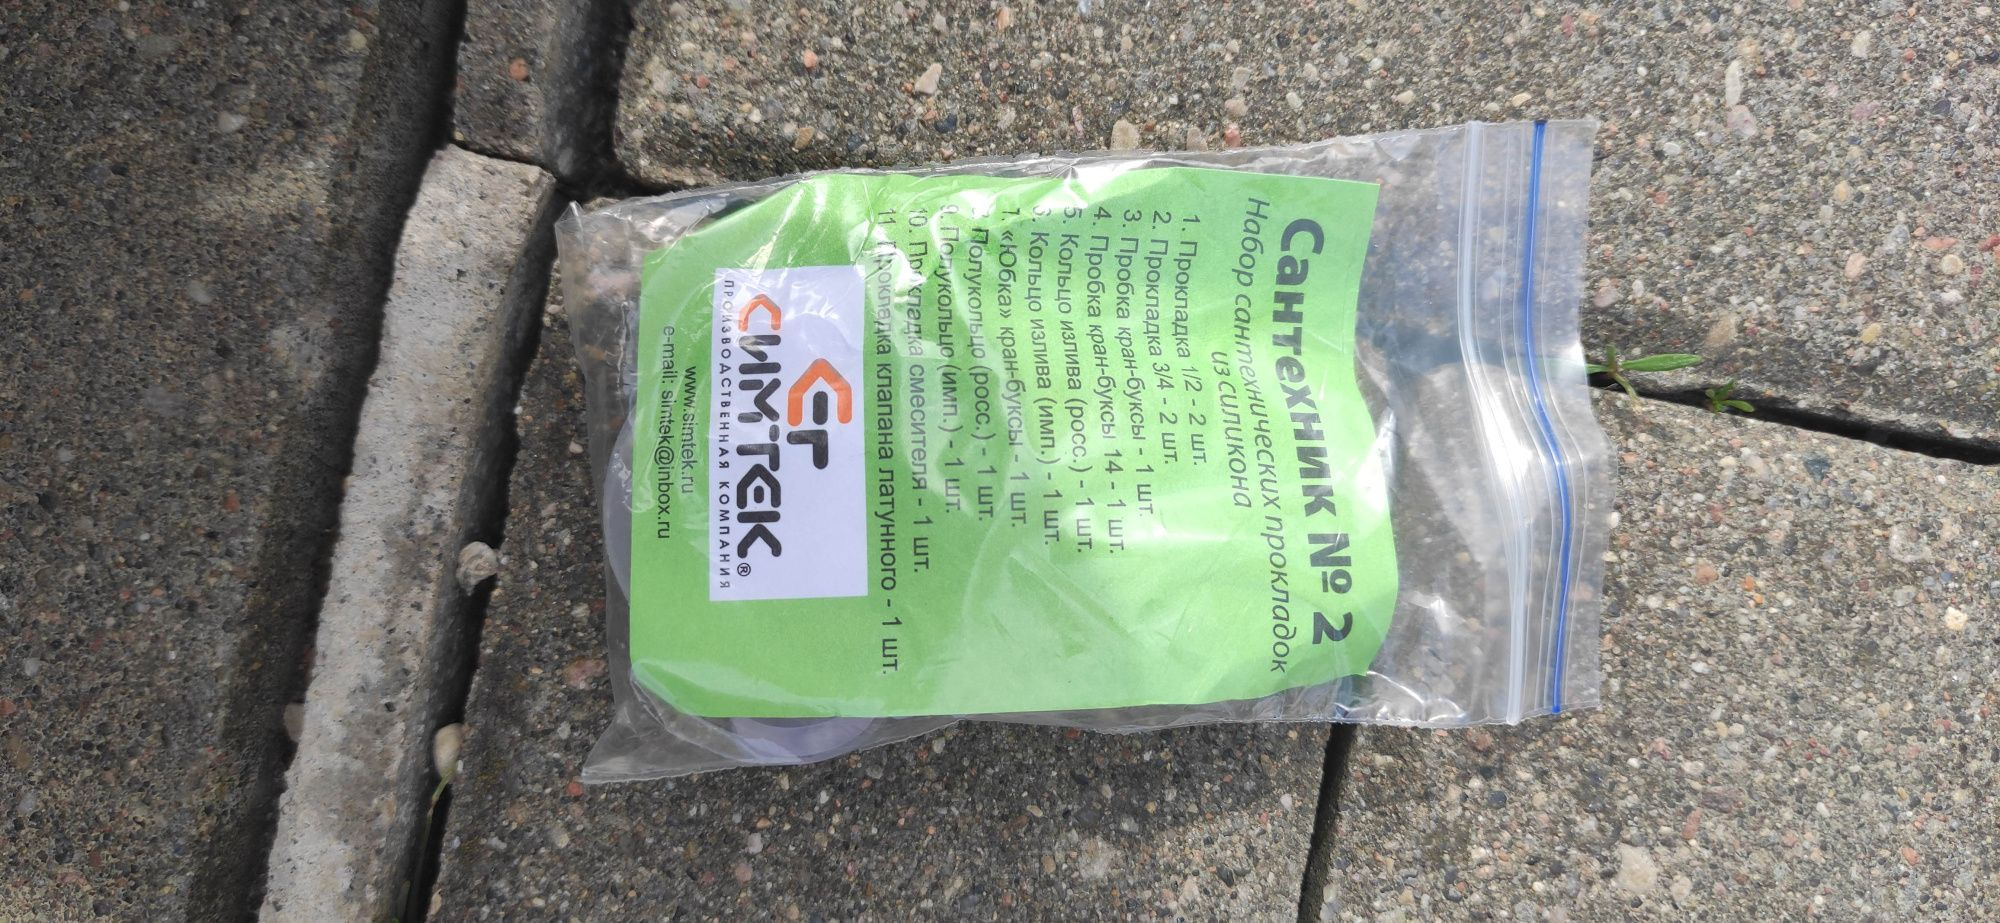 Сантехник № 2
Набор сантехнических прокладок
из силикона
1. Прокладка 1/2 - 2 шт.
2. Прокладка 3/4 - 2 шт.
3. Пробка кран-буксы - 1 шт.
4. Пробка кран-буксы 14 - 1 шт.
5. Кольцо излива (росс.) - 1 шт.
6. Кольцо излива (имп.) - 1 шт.
7. «Юбка» кран-буксы - 1 шт.
8. Полукольцо (росс.) - 1 шт.
9. Полукольцо (имп.) - 1 шт.
10. Прокладка смесителя - 1 шт.
11. Прокладка клапана латунного - 1 шт.
СИМТЕК®
ПРОИЗВОДСТВЕННАЯ КОМПАНИЯ
www.simtek.ru
e-mail: simtek@inbox.ru